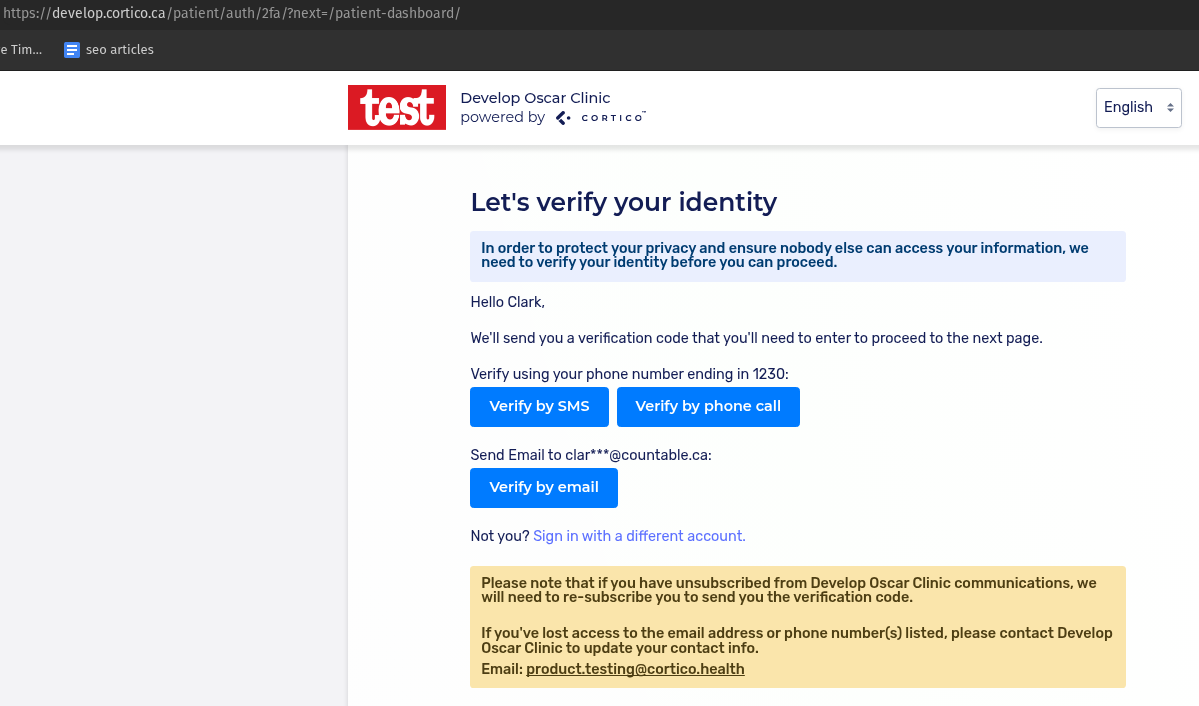 https://develop.cortico.ca/patient/auth/2fa/?next=/patient-dashboard/
e Tim... seo articles
test
Develop Oscar Clinic
powered by CORTICO™
English
Let's verify your identity
In order to protect your privacy and ensure nobody else can access your information, we
need to verify your identity before you can proceed.
Hello Clark,
We'll send you a verification code that you'll need to enter to proceed to the next page.
Verify using your phone number ending in 1230:
Verify by SMS Verify by phone call
Send Email to clar***@countable.ca:
Verify by email
Not you? Sign in with a different account.
Please note that if you have unsubscribed from Develop Oscar Clinic communications, we
will need to re-subscribe you to send you the verification code.
If you've lost access to the email address or phone number(s) listed, please contact Develop
Oscar Clinic to update your contact info.
Email: product.testing@cortico.health